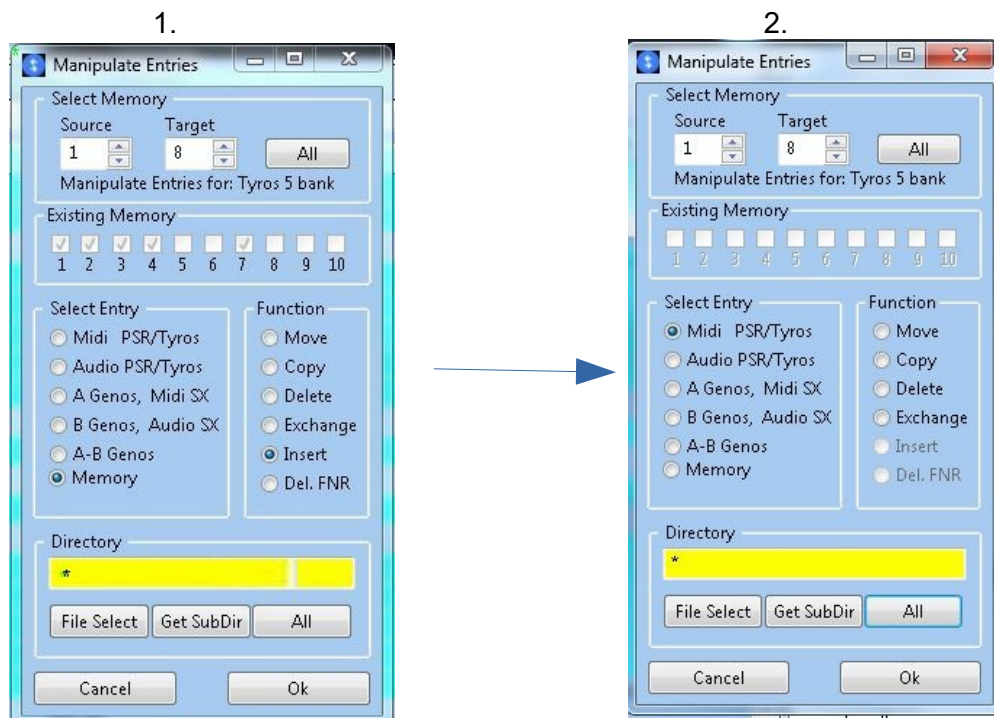 1.
Manipulate Entries
Select Memory
Source Target
1 8 All
Manipulate Entries for: Tyros 5 bank
Existing Memory
1 2 3 4 5 6 7 8 9 10
Select Entry
Midi PSR/Tyros
Audio PSR/Tyros
A Genos, Midi SX
B Genos, Audio SX
A-B Genos
Memory
Function
Move
Copy
Delete
Exchange
Insert
Del. FNR
Directory
*
File Select Get SubDir All
Cancel Ok
2.
Manipulate Entries
Select Memory
Source Target
1 8 All
Manipulate Entries for: Tyros 5 bank
Existing Memory
1 2 3 4 5 6 7 8 9 10
Select Entry
Midi PSR/Tyros
Audio PSR/Tyros
A Genos, Midi SX
B Genos, Audio SX
A-B Genos
Memory
Function
Move
Copy
Delete
Exchange
Insert
Del. FNR
Directory
*
File Select Get SubDir All
Cancel Ok